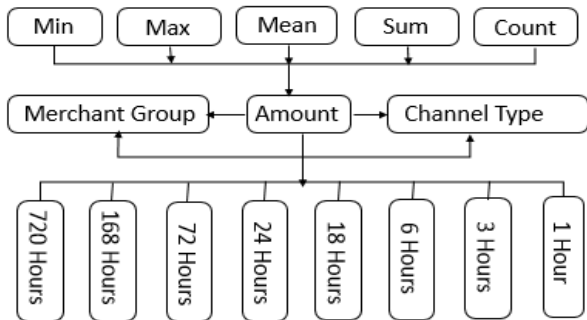 Min
Max
Mean
Sum
Count
Merchant Group
Amount
Channel Type
720 Hours
168 Hours
72 Hours
24 Hours
18 Hours
6 Hours
3 Hours
1 Hour